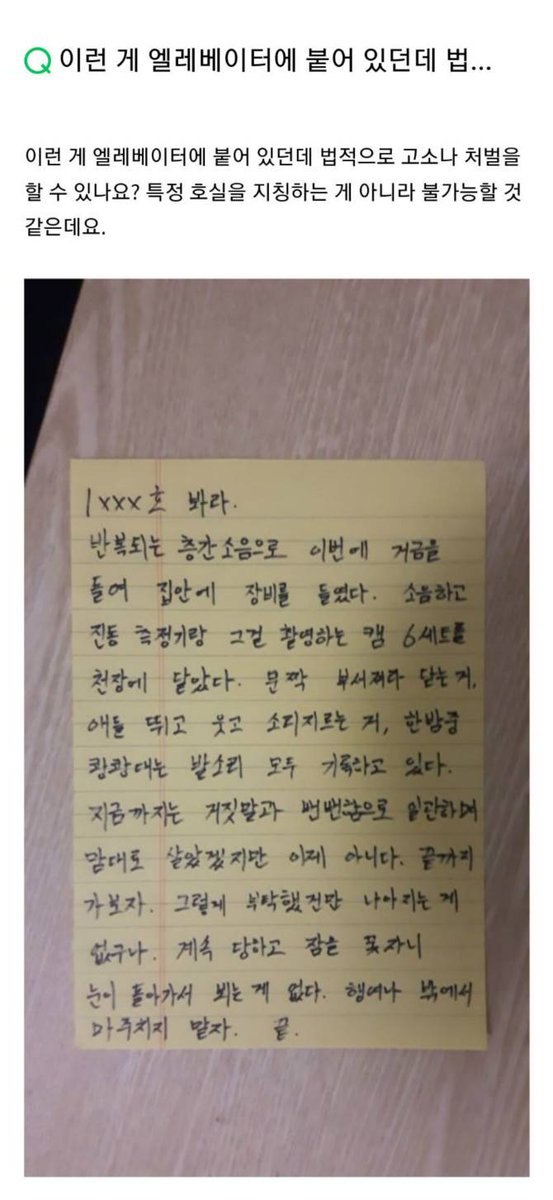 Q 이런 게 엘레베이터에 붙어 있던데 법...
이런 게 엘레베이터에 붙어 있던데 법적으로 고소나 처벌을
할 수 있나요? 특정 호실을 지칭하는 게 아니라 불가능할 것
같은데요.
1xxx호 봐라.
반복되는 층간소음으로 이번에 거금을
들여 집안에 장비를 들였다. 소음하고
진동 측정기랑 그걸 촬영하는 캠 6세트를
천장에 달았다. 문짝 부서져라 닫는 거,
애들 뛰고 웃고 소리지르는 거, 한밤중
쾅쾅대는 발소리 모두 기록하고 있다.
지금까지는 거짓말과 뻔뻔함으로 일관하며
맘대로 살았겠지만 이제 아니다. 끝까지
가보자. 그렇게 부탁했건만 나아지는 게
없구나. 계속 당하고 잠을 못자니
눈이 돌아가서 뵈는 게 없다. 행여나 밖에서
마주치지 말자. 끝.